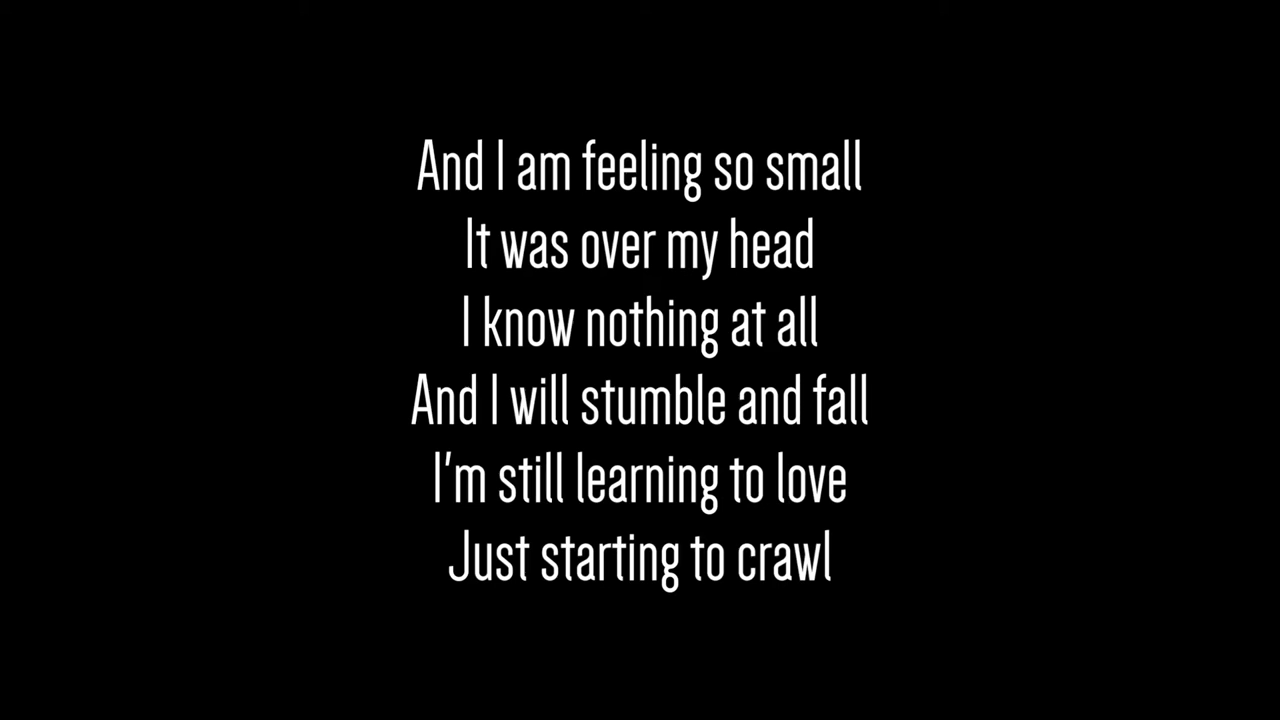 And I am feeling so small
It was over my head
I know nothing at all
And I will stumble and fall
I'm still learning to love
Just starting to crawl